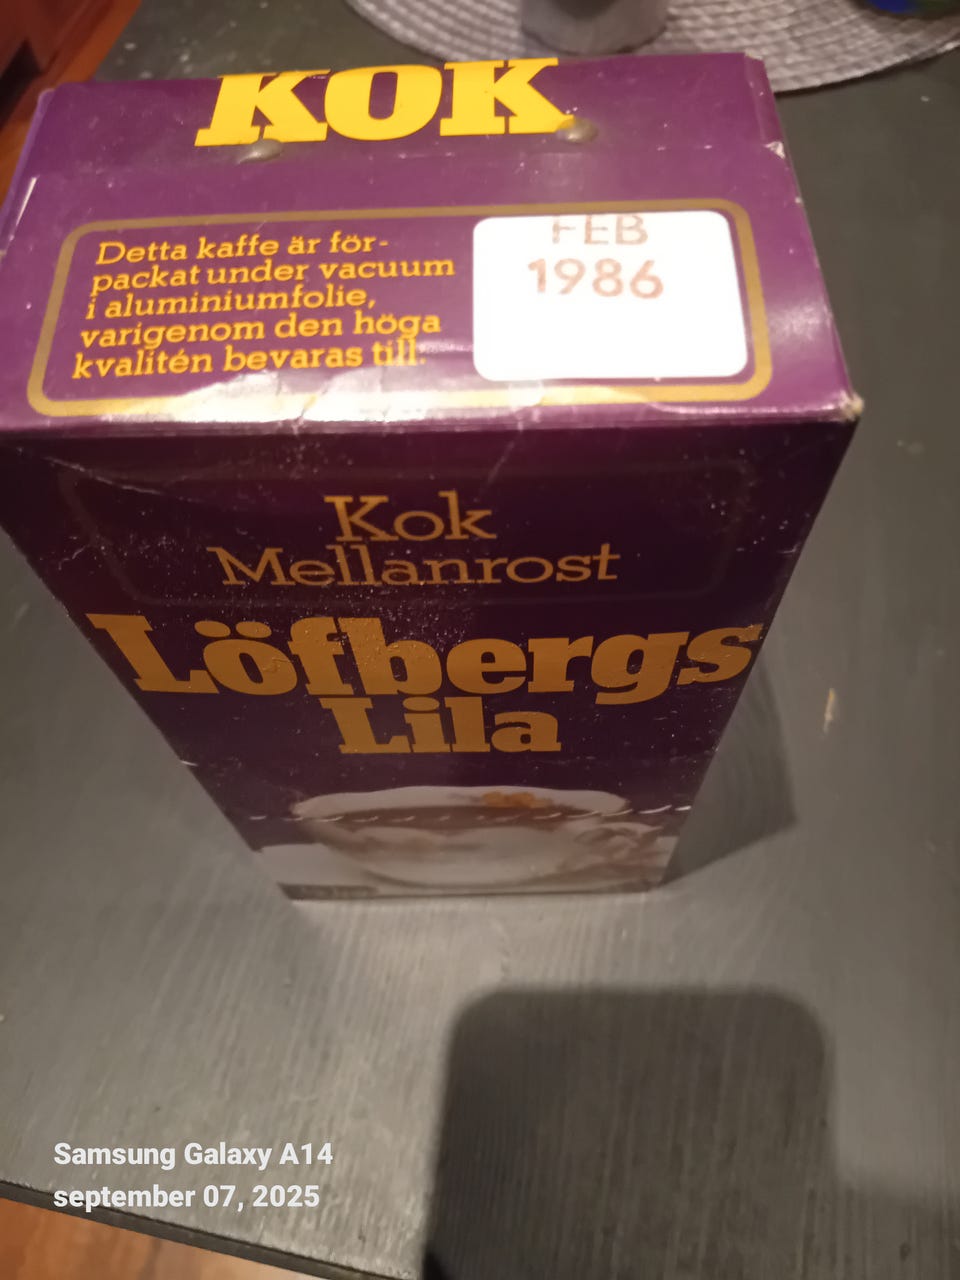 KOK
Detta kaffe är för-
packat under vacuum
i aluminiumfolie,
varigenom den höga
kvalitén bevaras till:
FEB
1986
Kok
Mellanrost
Löfbergs
Lila
Samsung Galaxy A14
september 07, 2025